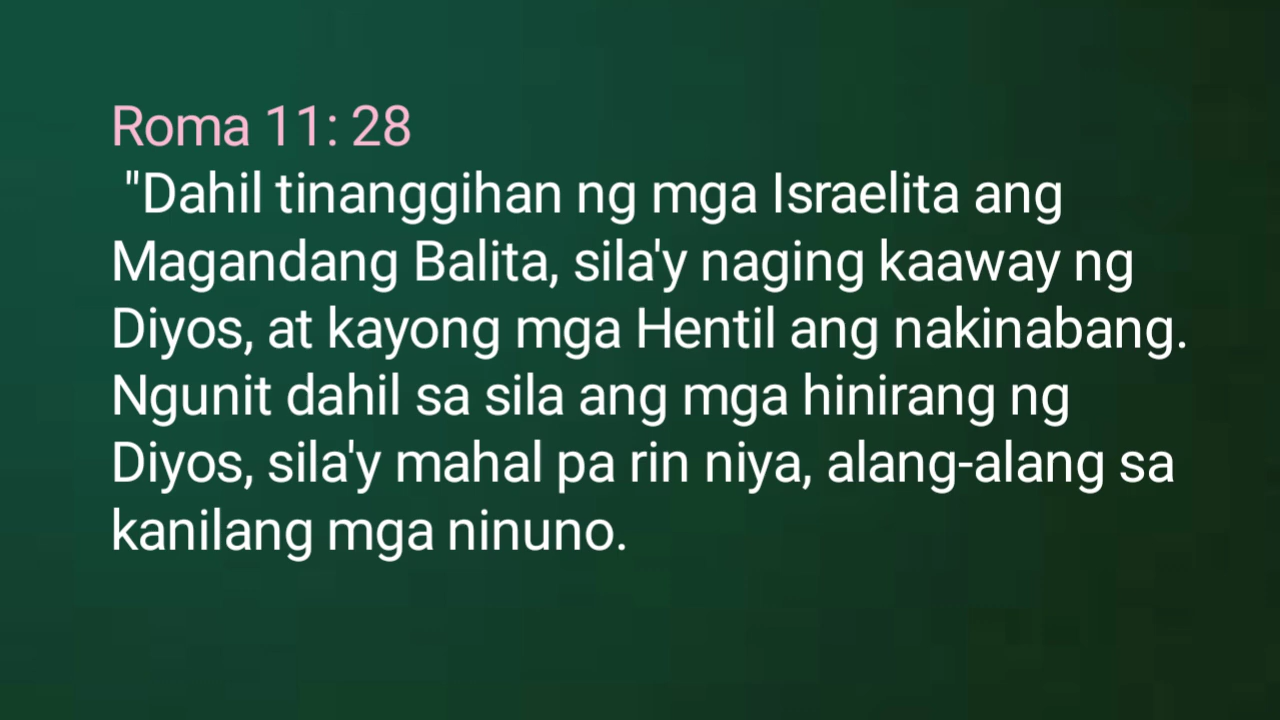 Roma 11: 28
"Dahil tinanggihan ng mga Israelita ang
Magandang Balita, sila'y naging kaaway ng
Diyos, at kayong mga Hentil ang nakinabang.
Ngunit dahil sa sila ang mga hinirang ng
Diyos, sila'y mahal pa rin niya, alang-alang sa
kanilang mga ninuno.